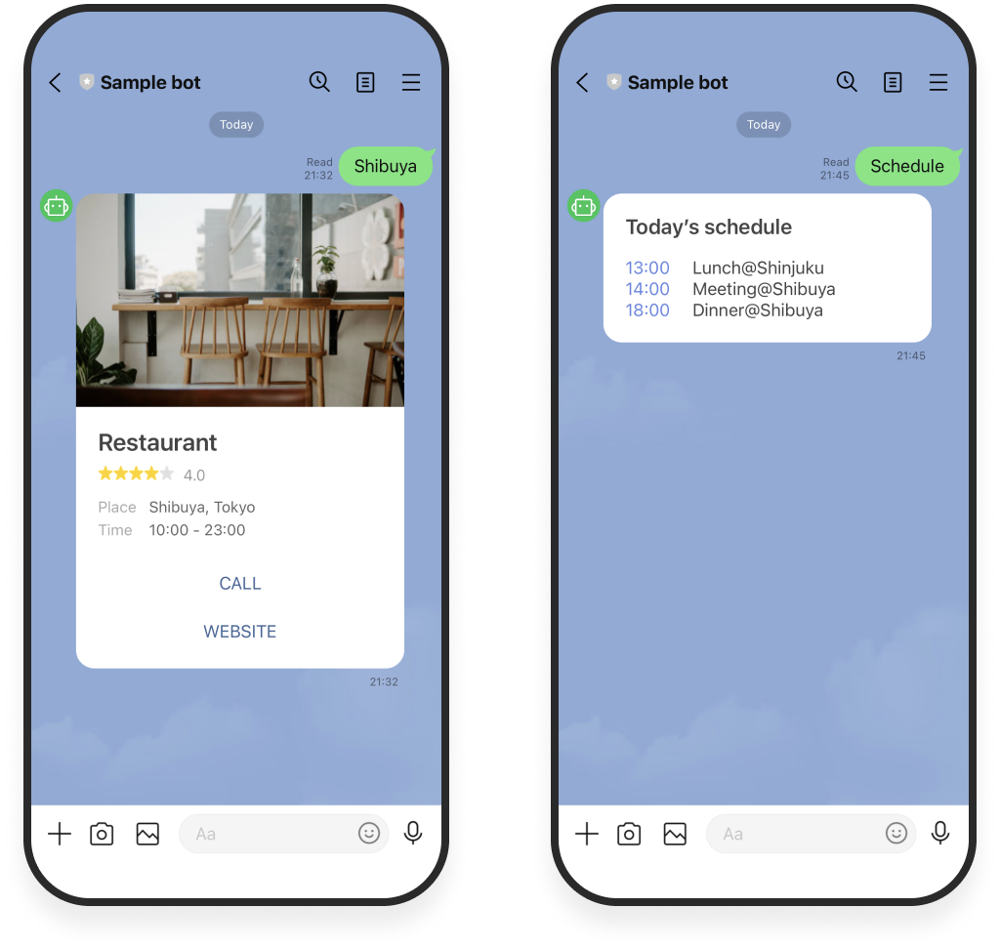 Sample bot
Today
Read
21:32
Shibuya
Restaurant
4.0
Place Shibuya, Tokyo
Time 10:00 - 23:00
CALL
WEBSITE
21:32
Aa
Sample bot
Today
Read
21:45
Schedule
Today’s schedule
13:00 Lunch@Shinjuku
14:00 Meeting@Shibuya
18:00 Dinner@Shibuya
21:45
Aa